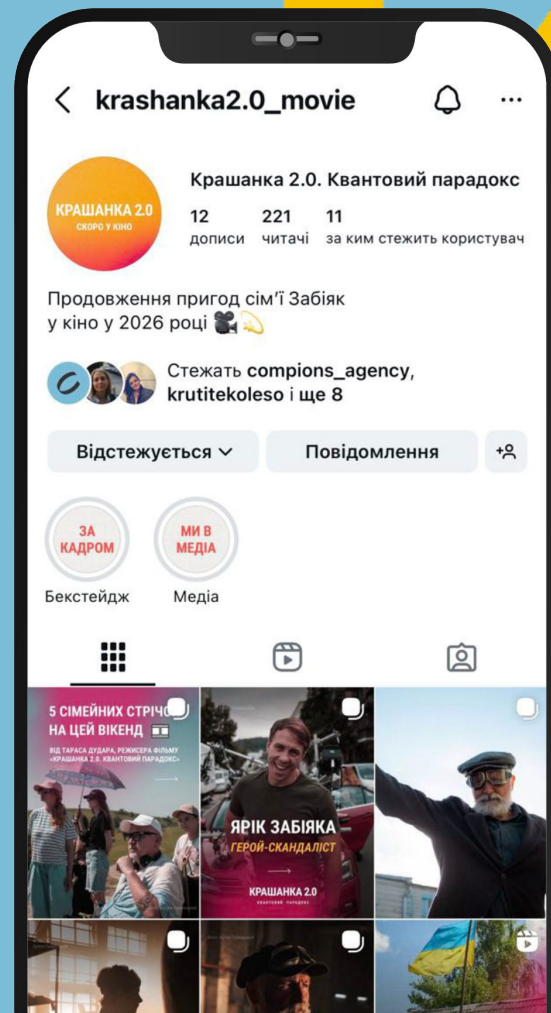 krashanka2.0_movie
КРАШАНКА 2.0
СКОРО У КІНО
Крашанка 2.0. Квантовий парадокс
12 221 11
дописи читачі за ким стежить користувач
Продовження пригод сім’ї Забіяк
у кіно у 2026 році
Стежать compions_agency,
krutitekoleso і ще 8
Відстежується Повідомлення
ЗА
КАДРОМ
МИ В
МЕДІА
Бекстейдж Медіа
5 СІМЕЙНИХ СТРІЧО
НА ЦЕЙ ВІКЕНД
ВІД ТАРАСА ДУДАРА, РЕЖИСЕРА ФІЛЬМУ
«КРАШАНКА 2.0. КВАНТОВИЙ ПАРАДОКС»
ЯРІК ЗАБІЯКА
ГЕРОЙ-СКАНДАЛІСТ
КРАШАНКА 2.0
КВАНТОВИЙ ПАРАДОКС